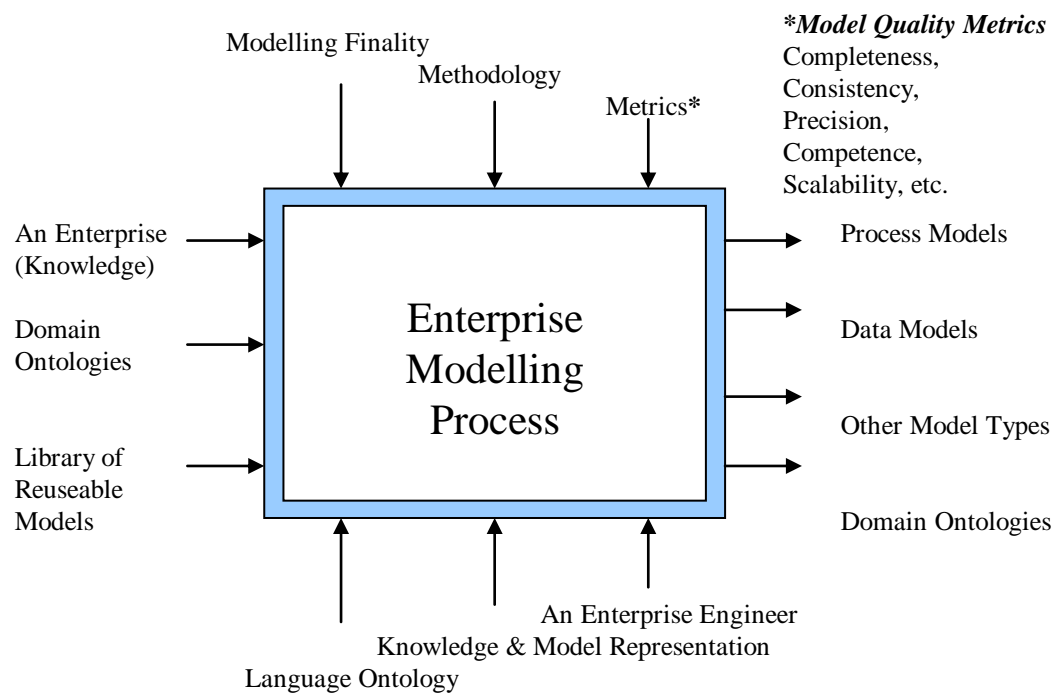 Modelling Finality
Methodology
Metrics*
*Model Quality Metrics
Completeness,
Consistency,
Precision,
Competence,
Scalability, etc.
An Enterprise
(Knowledge)
Domain
Ontologies
Library of
Reuseable
Models
Enterprise
Modelling
Process
Process Models
Data Models
Other Model Types
Domain Ontologies
An Enterprise Engineer
Knowledge & Model Representation
Language Ontology